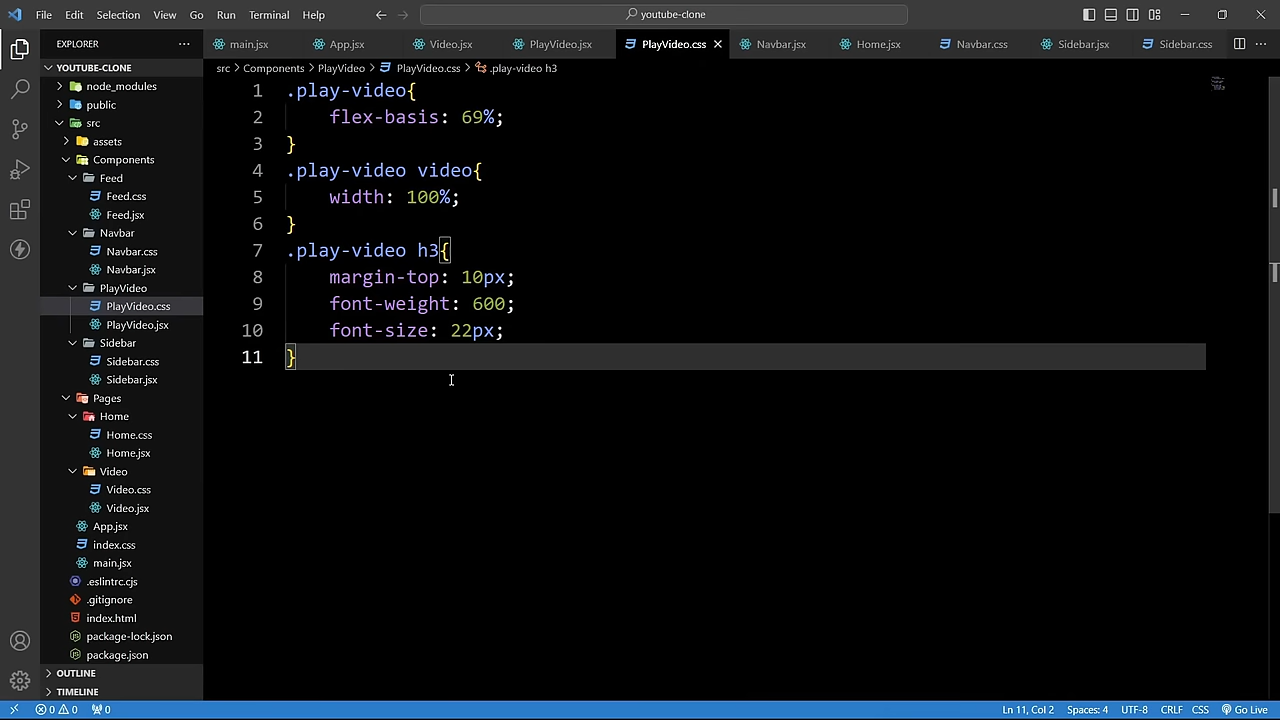 File Edit Selection View Go Run Terminal Help
youtube-clone
EXPLORER
main.jsx App.jsx Video.jsx PlayVideo.jsx PlayVideo.css Navbar.jsx Home.jsx Navbar.css Sidebar.jsx Sidebar.css
YOUTUBE-CLONE
src > Components > PlayVideo > PlayVideo.css > .play-video h3
node_modules
public
src
assets
Components
Feed
Feed.css
Feed.jsx
Navbar
Navbar.css
Navbar.jsx
PlayVideo
PlayVideo.css
PlayVideo.jsx
Sidebar
Sidebar.css
Sidebar.jsx
Pages
Home
Home.css
Home.jsx
Video
Video.css
Video.jsx
App.jsx
index.css
main.jsx
.eslintrc.cjs
.gitignore
index.html
package-lock.json
package.json
OUTLINE
TIMELINE
1 .play-video{
2 flex-basis: 69%;
3 }
4 .play-video video{
5 width: 100%;
6 }
7 .play-video h3{
8 margin-top: 10px;
9 font-weight: 600;
10 font-size: 22px;
11 }
0 0 0 Ln 11, Col 2 Spaces: 4 UTF-8 CRLF CSS Go Live